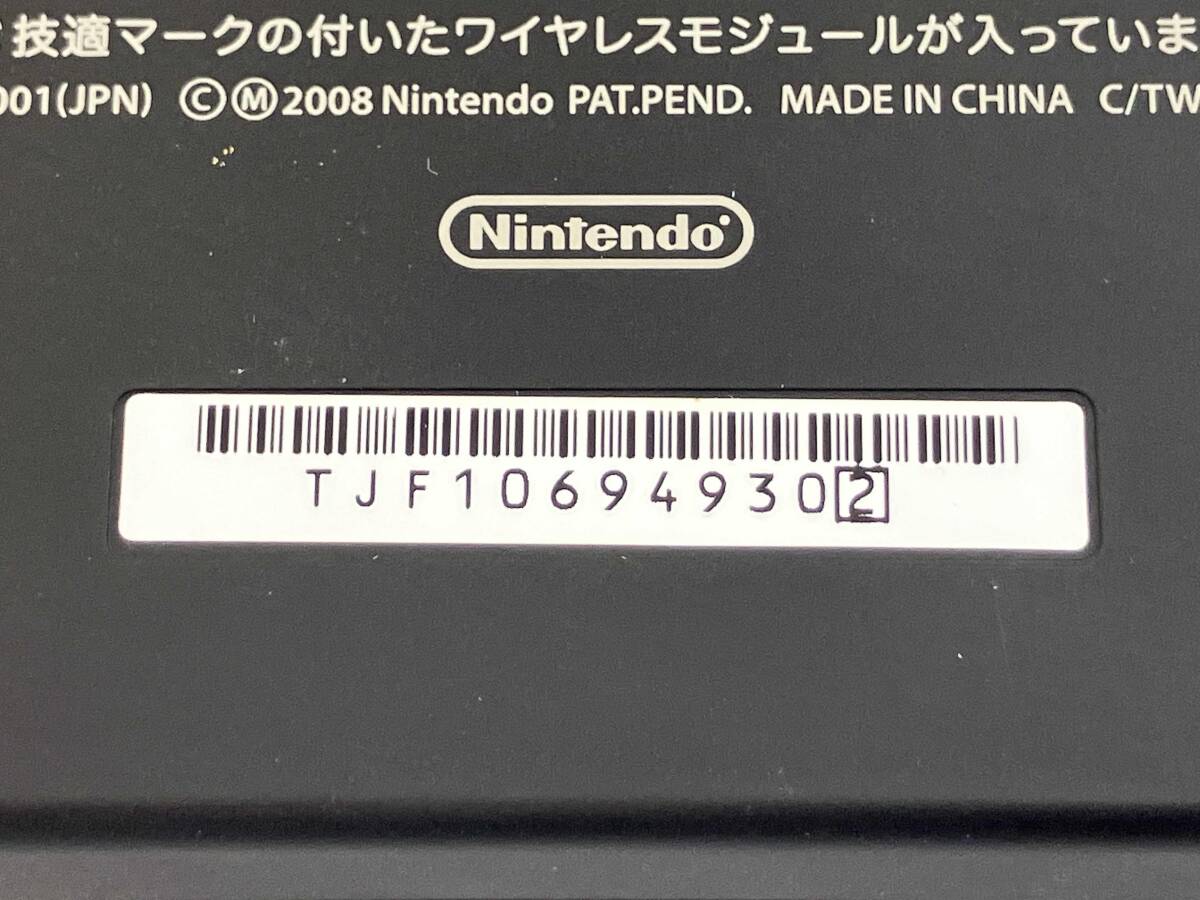 技適マークの付いたワイヤレスモジュールが入っていま
001(JPN) ©Ⓜ2008 Nintendo PAT.PEND. MADE IN CHINA C/TW
Nintendo
TJF106949302